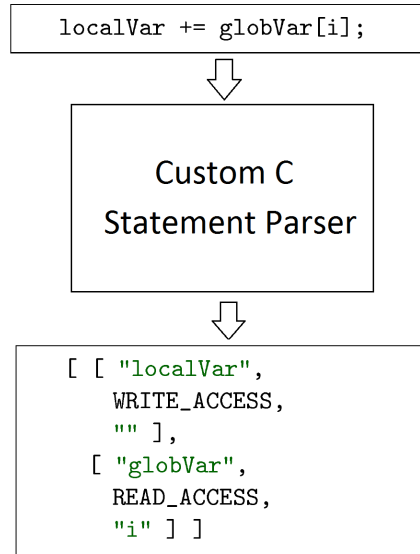 localVar += globVar[i];
Custom C
Statement Parser
[ [ "localVar",
WRITE_ACCESS,
"" ],
[ "globVar",
READ_ACCESS,
"i" ] ]